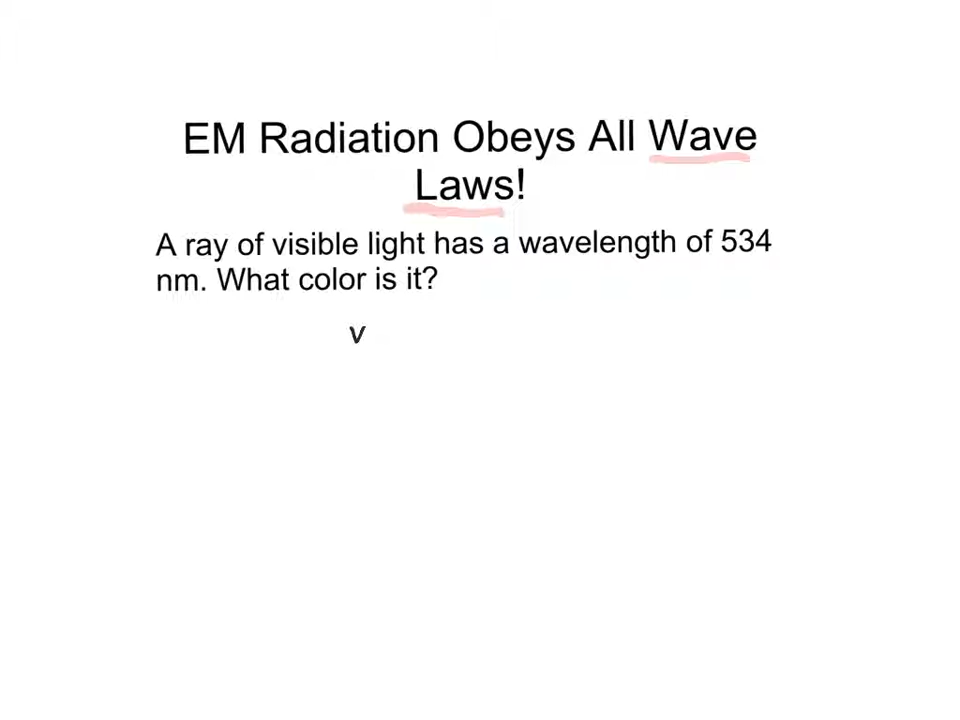 EM Radiation Obeys All Wave
Laws!
A ray of visible light has a wavelength of 534
nm. What color is it?
v